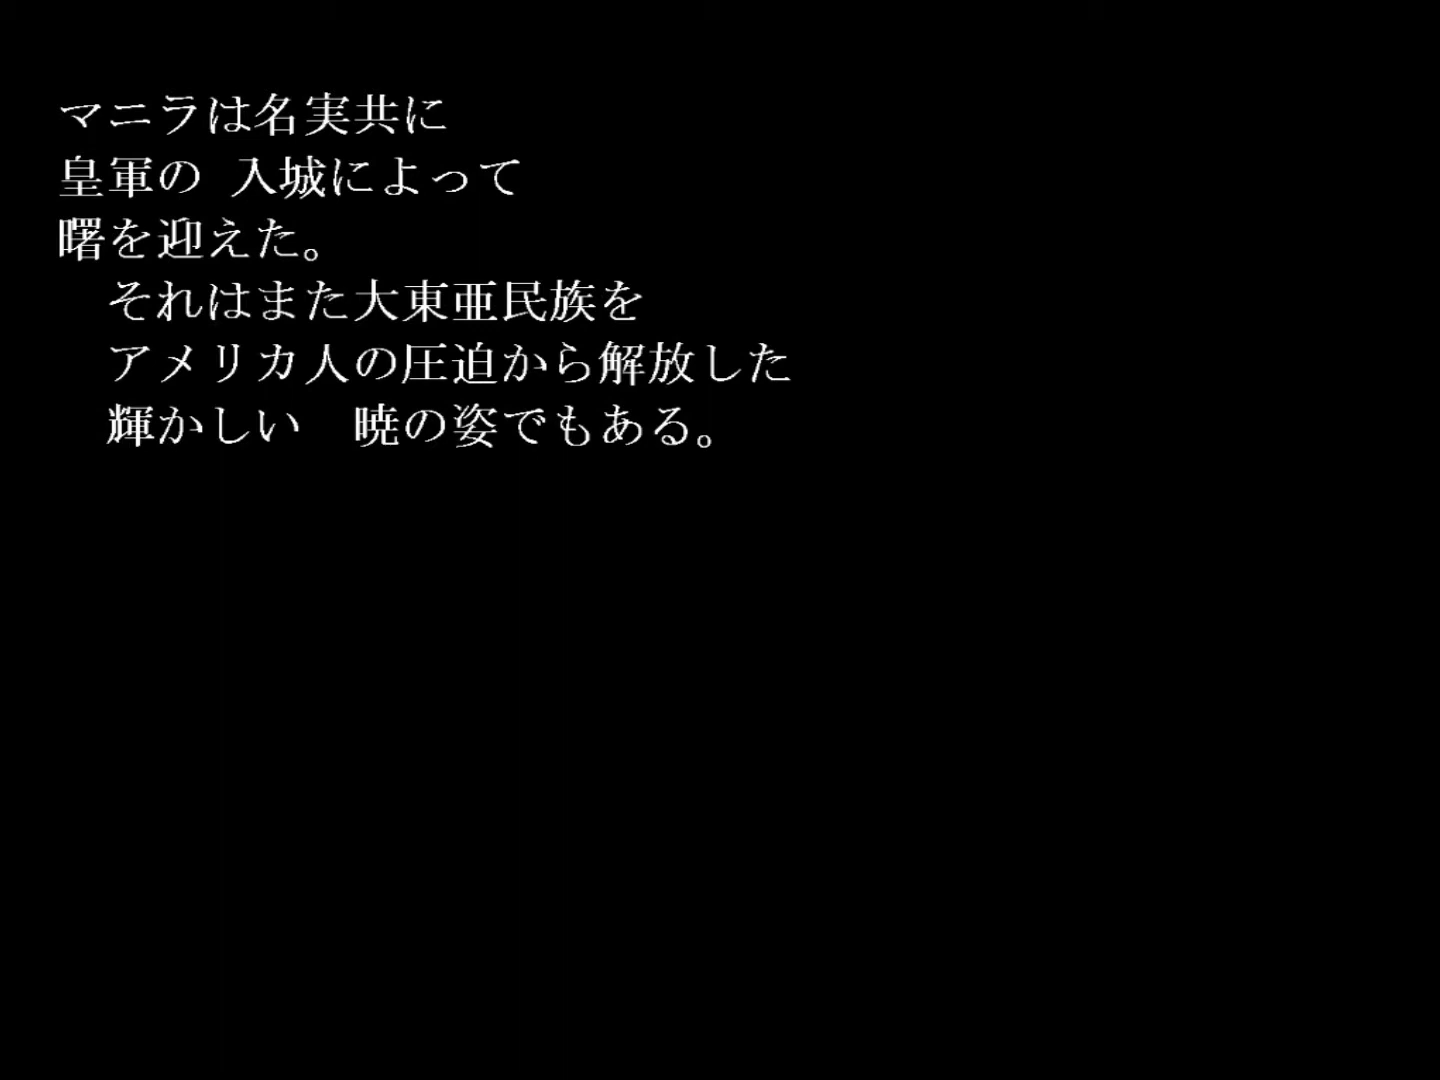 マニラは名実共に
皇軍の 入城によって
曙を迎えた。
　それはまた大東亜民族を
　アメリカ人の圧迫から解放した
　輝かしい　暁の姿でもある。